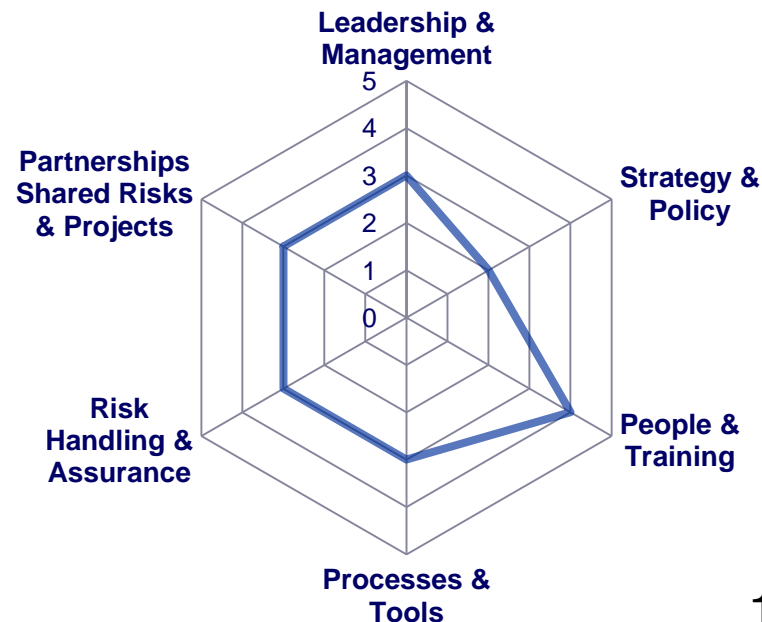 Leadership &
Management
5
4
3
2
1
0
Partnerships
Shared Risks
& Projects
Strategy &
Policy
Risk
Handling &
Assurance
People &
Training
Processes &
Tools
1